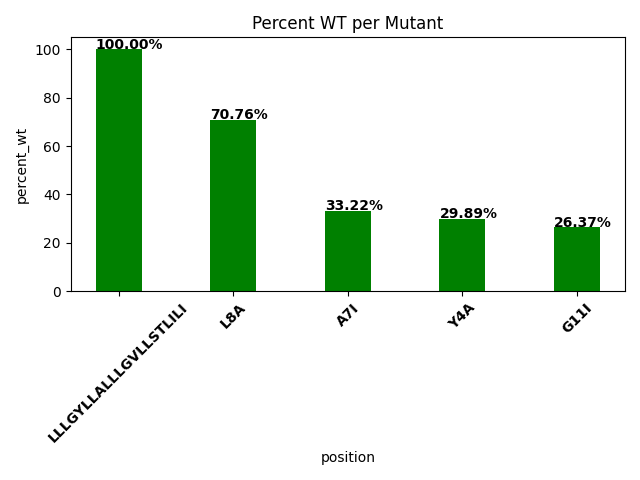 Percent WT per Mutant
percent_wt
100
80
60
40
20
0
100.00%
70.76%
33.22%
29.89%
26.37%
LLLGYLLALLLGVLLSTLILI
L8A
A7I
Y4A
G11I
position